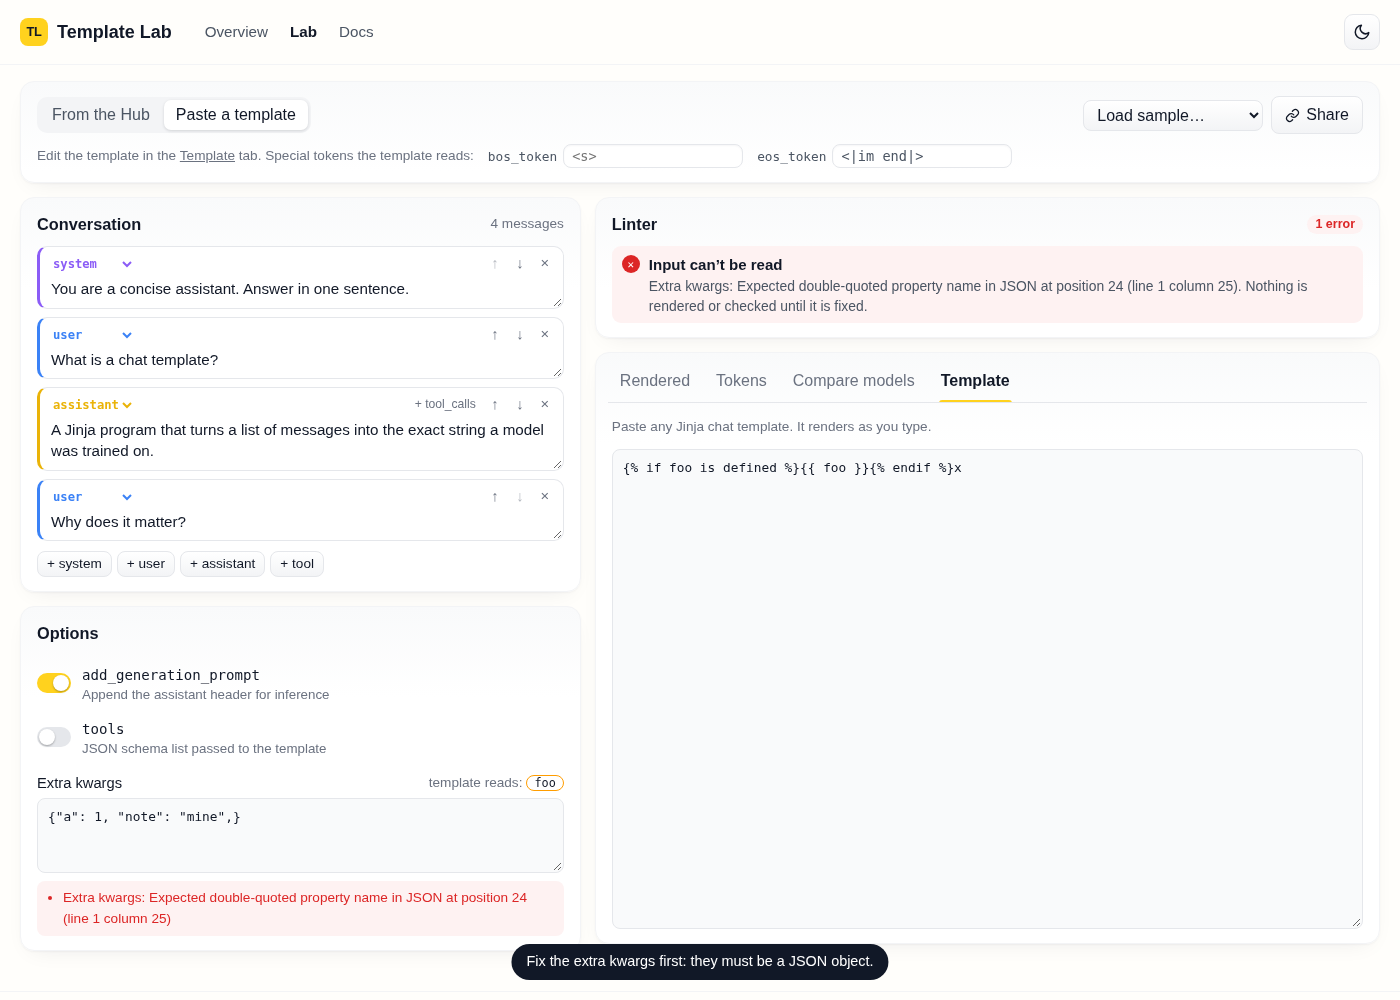 TL Template Lab Overview Lab Docs
From the Hub Paste a template Load sample… Share
Edit the template in the Template tab. Special tokens the template reads: bos_token <s> eos_token <|im_end|>
Conversation 4 messages
system ↑ ↓ ×
You are a concise assistant. Answer in one sentence.
user ↑ ↓ ×
What is a chat template?
assistant + tool_calls ↑ ↓ ×
A Jinja program that turns a list of messages into the exact string a model
was trained on.
user ↑ ↓ ×
Why does it matter?
+ system + user + assistant + tool
Options
add_generation_prompt
Append the assistant header for inference
tools
JSON schema list passed to the template
Extra kwargs template reads: foo
{"a": 1, "note": "mine",}
Extra kwargs: Expected double-quoted property name in JSON at position 24
(line 1 column 25)
Linter 1 error
Input can’t be read
Extra kwargs: Expected double-quoted property name in JSON at position 24 (line 1 column 25). Nothing is
rendered or checked until it is fixed.
Rendered Tokens Compare models Template
Paste any Jinja chat template. It renders as you type.
{% if foo is defined %}{{ foo }}{% endif %}x
Fix the extra kwargs first: they must be a JSON object.